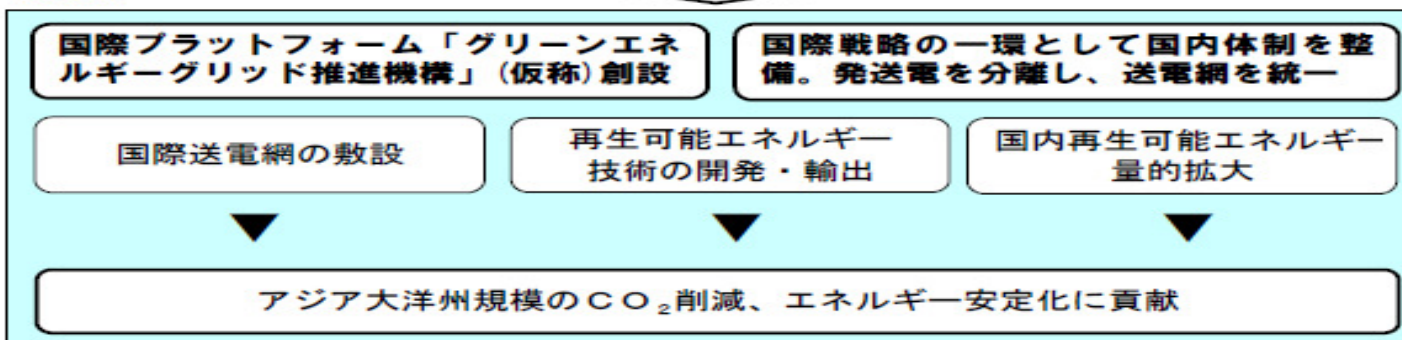 国際プラットフォーム「グリーンエネ
ルギーグリッド推進機構」(仮称)創設
国際戦略の一環として国内体制を整
備。発送電を分離し、送電網を統一
国際送電網の敷設
再生可能エネルギー
技術の開発・輸出
国内再生可能エネルギー
量的拡大
アジア大洋州規模のCO₂削減、エネルギー安定化に貢献